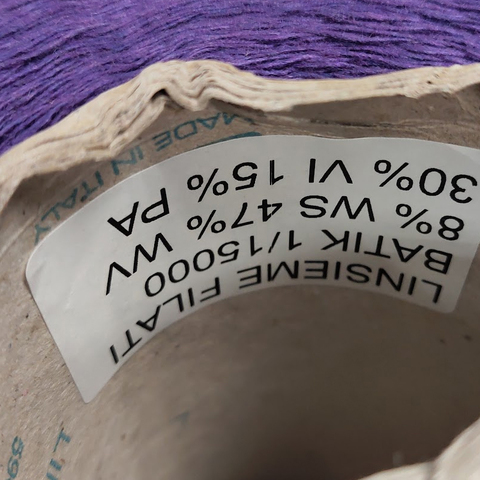 LINSIEME FILATI
BATIK 1/15000
8% WS 47% WV
30% VI 15% PA
MADE IN ITALY